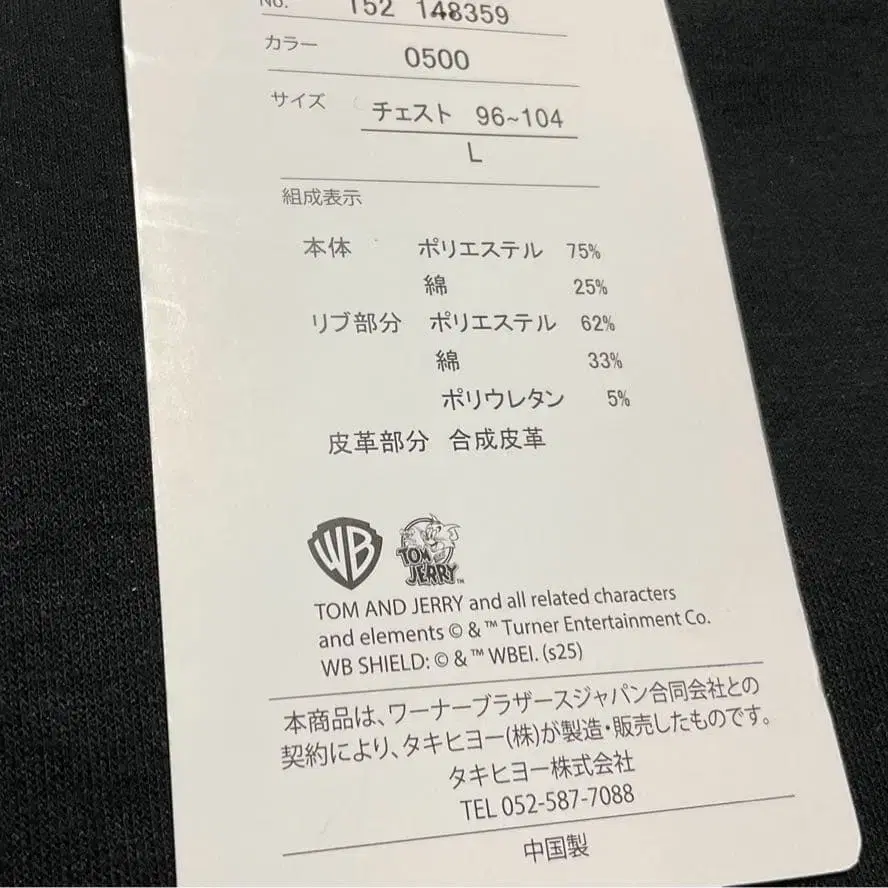 No. 152 148359
カラー 0500
サイズ チェスト 96~104
L
組成表示
本体 ポリエステル 75%
綿 25%
リブ部分 ポリエステル 62%
綿 33%
ポリウレタン 5%
皮革部分 合成皮革
WB TOM AND JERRY™
TOM AND JERRY and all related characters
and elements © & ™ Turner Entertainment Co.
WB SHIELD: © & ™ WBEI. (s25)
本商品は、ワーナーブラザースジャパン合同会社との
契約により、タキヒヨー(株)が製造・販売したものです。
タキヒヨー株式会社
TEL 052-587-7088
中国製